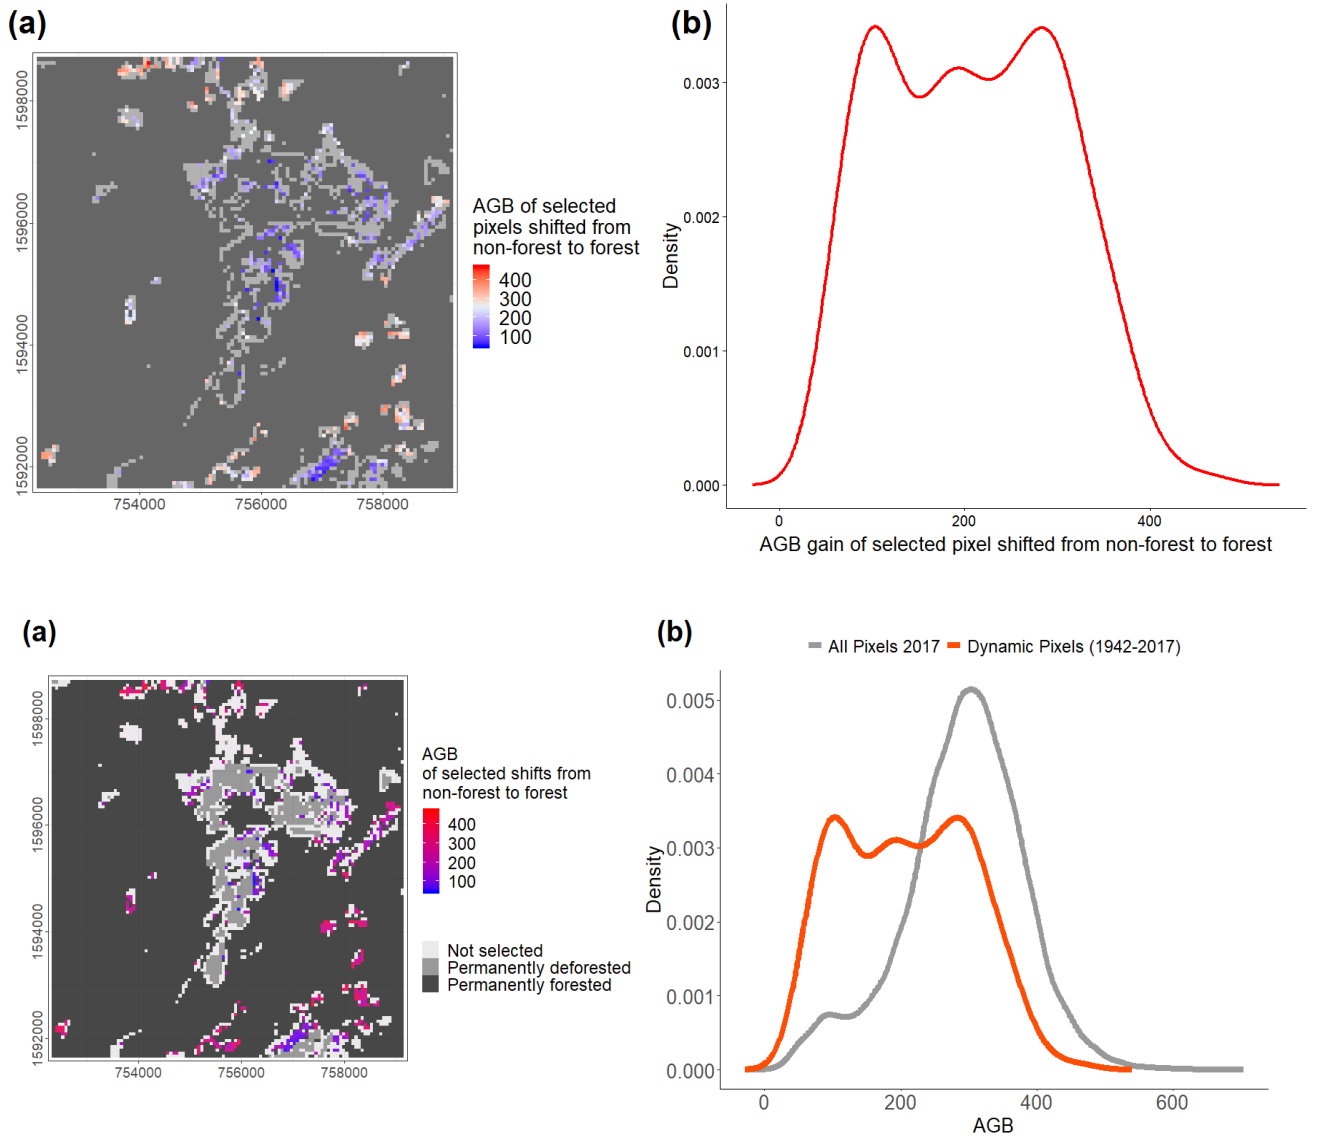 (a)
1598000
1596000
1594000
1592000
754000 756000 758000
AGB of selected
pixels shifted from
non-forest to forest
400
300
200
100
(b)
Density
0.003
0.002
0.001
0.000
0 200 400
AGB gain of selected pixel shifted from non-forest to forest
(a)
1598000
1596000
1594000
1592000
754000 756000 758000
AGB
of selected shifts from
non-forest to forest
400
300
200
100
Not selected
Permanently deforested
Permanently forested
(b)
All Pixels 2017 Dynamic Pixels (1942-2017)
Density
0.005
0.004
0.003
0.002
0.001
0.000
0 200 400 600
AGB